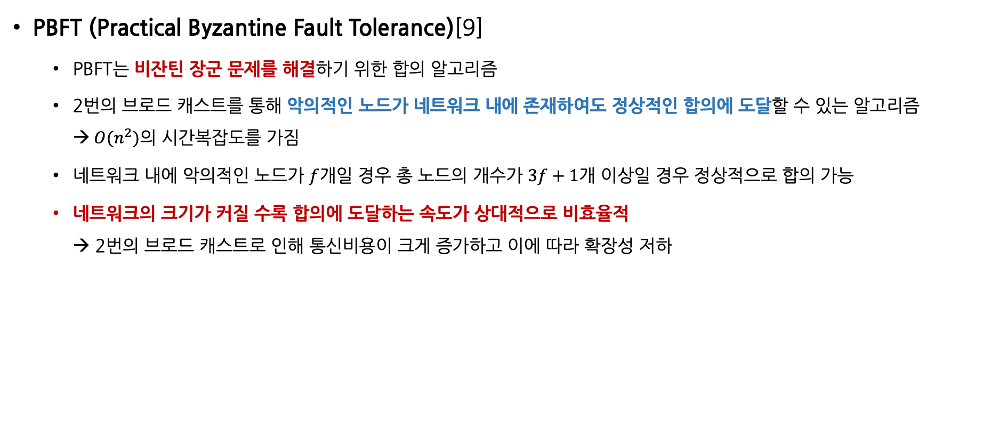 • PBFT (Practical Byzantine Fault Tolerance)[9]
• PBFT는 비잔틴 장군 문제를 해결하기 위한 합의 알고리즘
• 2번의 브로드 캐스트를 통해 악의적인 노드가 네트워크 내에 존재하여도 정상적인 합의에 도달할 수 있는 알고리즘
→ O(n²)의 시간복잡도를 가짐
• 네트워크 내에 악의적인 노드가 f개일 경우 총 노드의 개수가 3f + 1개 이상일 경우 정상적으로 합의 가능
• 네트워크의 크기가 커질 수록 합의에 도달하는 속도가 상대적으로 비효율적
→ 2번의 브로드 캐스트로 인해 통신비용이 크게 증가하고 이에 따라 확장성 저하